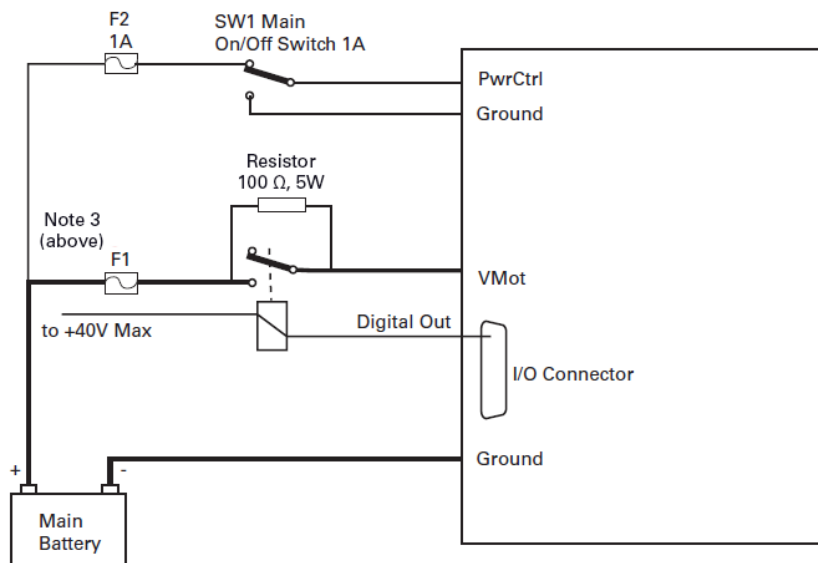 F2
1A
SW1 Main
On/Off Switch 1A
PwrCtrl
Ground
Resistor
100 Ω, 5W
Note 3
(above)
F1
VMot
to +40V Max
Digital Out
I/O Connector
Ground
+
-
Main
Battery